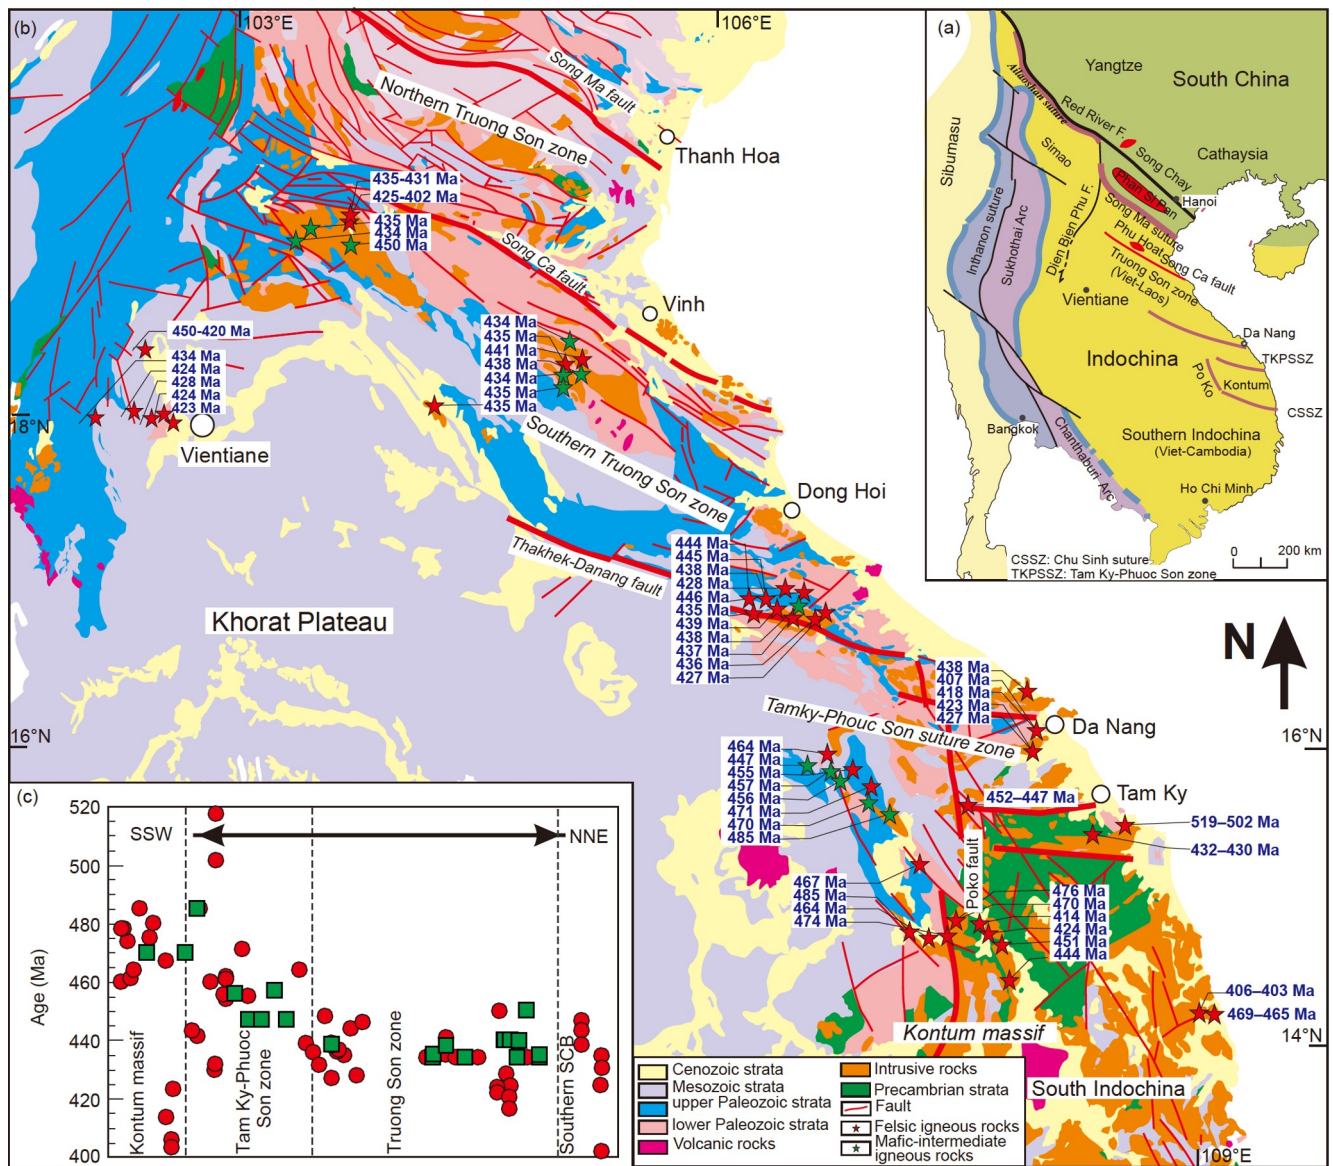 (b)
103°E
106°E
Song Ma fault
Northern Truong Son zone
Thanh Hoa
435-431 Ma
425-402 Ma
435 Ma
434 Ma
450 Ma
Song Ca fault
Vinh
450-420 Ma
434 Ma
424 Ma
428 Ma
424 Ma
423 Ma
18°N
Vientiane
434 Ma
435 Ma
441 Ma
438 Ma
434 Ma
435 Ma
435 Ma
Southern Truong Son zone
Dong Hoi
Thakhek-Danang fault
444 Ma
445 Ma
438 Ma
428 Ma
446 Ma
435 Ma
439 Ma
438 Ma
437 Ma
436 Ma
427 Ma
Khorat Plateau
N
438 Ma
407 Ma
418 Ma
423 Ma
427 Ma
Da Nang
Tamky-Phouc Son suture zone
16°N
16°N
464 Ma
447 Ma
455 Ma
456 Ma
457 Ma
471 Ma
470 Ma
485 Ma
452–447 Ma
Tam Ky
519–502 Ma
432–430 Ma
Poko fault
467 Ma
485 Ma
464 Ma
474 Ma
476 Ma
470 Ma
414 Ma
424 Ma
451 Ma
444 Ma
406–403 Ma
469–465 Ma
Kontum massif
14°N
South Indochina
109°E
(a)
Yangtze
South China
Ailaoshan suture
Red River F.
Song Chay
Cathaysia
Sibumasu
Simao
Phan Si Pan
Hanoi
Inthanon suture
Sukhothai Arc
Dien Bien Phu F.
Song Ma suture
Phu Hoat
Song Ca fault
Truong Son zone
(Viet-Laos)
Vientiane
Da Nang
Indochina
TKPSSZ
Po Ko
Kontum
CSSZ
Bangkok
Chanthaburi Arc
Southern Indochina
(Viet-Cambodia)
Ho Chi Minh
CSSZ: Chu Sinh suture
TKPSSZ: Tam Ky-Phuoc Son zone
0 200 km
(c)
SSW
NNE
Age (Ma)
520
500
480
460
440
420
400
Kontum massif
Tam Ky-Phuoc
Son zone
Truong Son zone
Southern SCB
Cenozoic strata
Mesozoic strata
upper Paleozoic strata
lower Paleozoic strata
Volcanic rocks
Intrusive rocks
Precambrian strata
Fault
Felsic igneous rocks
Mafic-intermediate
igneous rocks